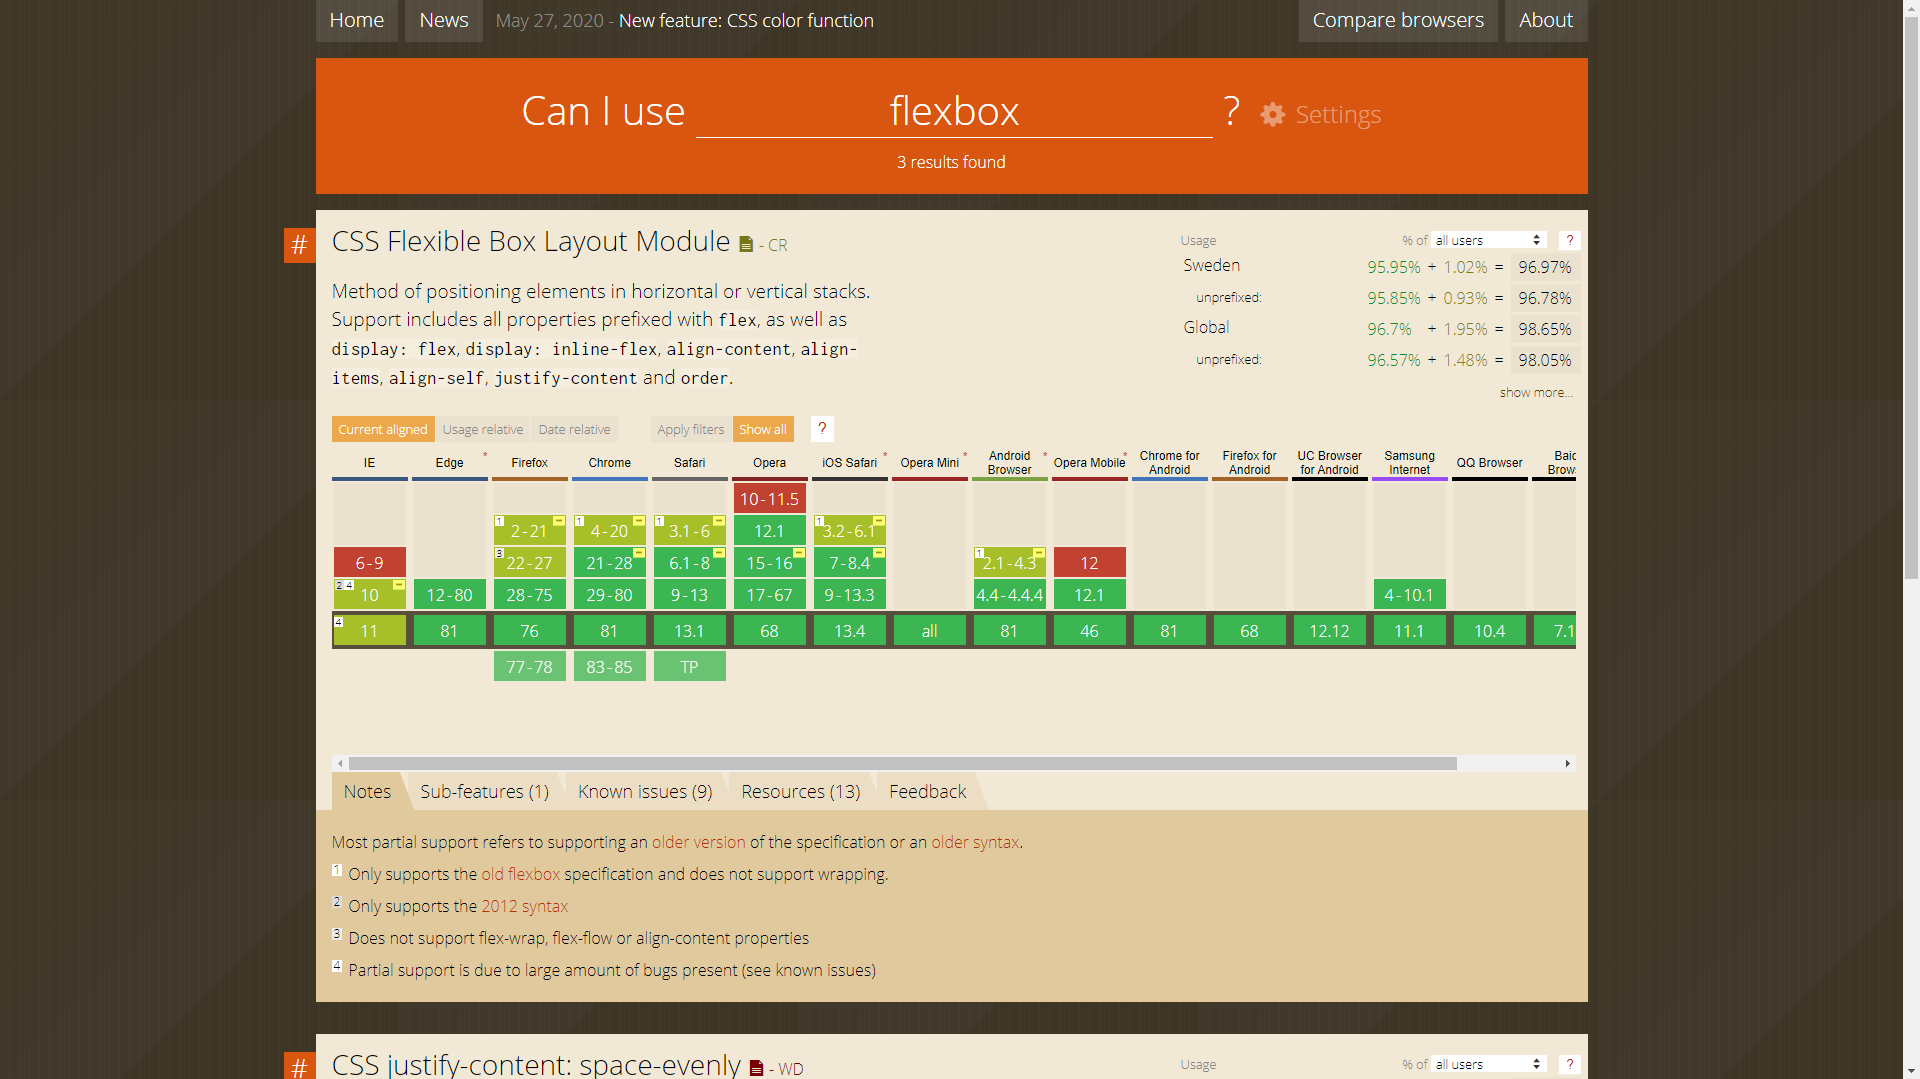 Home News May 27, 2020 - New feature: CSS color function Compare browsers About
Can I use flexbox ? Settings
3 results found
# CSS Flexible Box Layout Module - CR
Method of positioning elements in horizontal or vertical stacks.
Support includes all properties prefixed with flex, as well as
display: flex, display: inline-flex, align-content, align-
items, align-self, justify-content and order.
Usage % of all users ?
Sweden 95.95% + 1.02% = 96.97%
unprefixed: 95.85% + 0.93% = 96.78%
Global 96.7% + 1.95% = 98.65%
unprefixed: 96.57% + 1.48% = 98.05%
show more...
Current aligned Usage relative Date relative Apply filters Show all ?
IE Edge * Firefox Chrome Safari Opera iOS Safari * Opera Mini * Android Browser * Opera Mobile * Chrome for Android Firefox for Android UC Browser for Android Samsung Internet QQ Browser Baid Brows
10-11.5
1 2-21 1 4-20 1 3.1-6 12.1 1 3.2-6.1
6-9 3 22-27 21-28 6.1-8 15-16 7-8.4 1 2.1-4.3 12
2 4 10 12-80 28-75 29-80 9-13 17-67 9-13.3 4.4-4.4.4 12.1 4-10.1
4 11 81 76 81 13.1 68 13.4 all 81 46 81 68 12.12 11.1 10.4 7.1
77-78 83-85 TP
Notes Sub-features (1) Known issues (9) Resources (13) Feedback
Most partial support refers to supporting an older version of the specification or an older syntax.
1 Only supports the old flexbox specification and does not support wrapping.
2 Only supports the 2012 syntax
3 Does not support flex-wrap, flex-flow or align-content properties
4 Partial support is due to large amount of bugs present (see known issues)
# CSS justify-content: space-evenly - WD
Usage % of all users ?